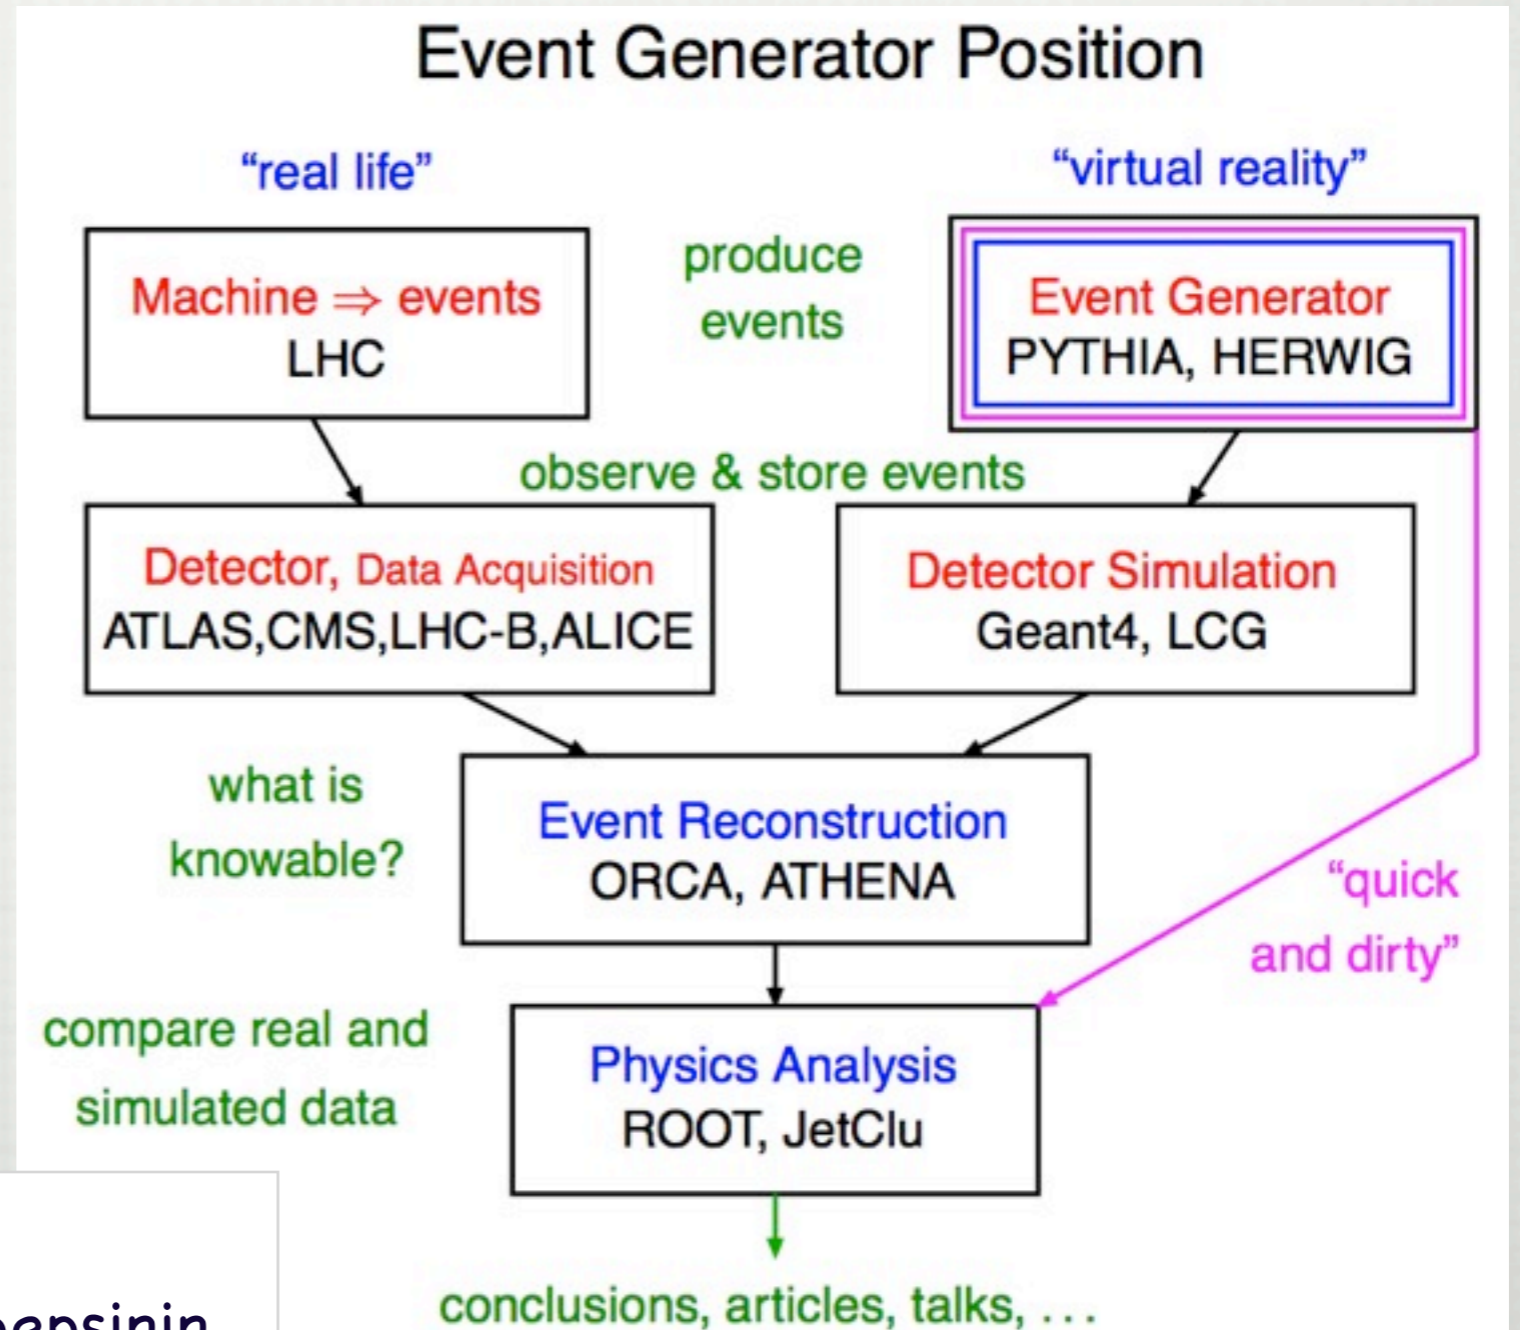 Event Generator Position
“real life”
“virtual reality”
Machine ⇒ events
LHC
produce
events
Event Generator
PYTHIA, HERWIG
observe & store events
Detector, Data Acquisition
ATLAS,CMS,LHC-B,ALICE
Detector Simulation
Geant4, LCG
what is
knowable?
Event Reconstruction
ORCA, ATHENA
“quick
and dirty”
compare real and
simulated data
Physics Analysis
ROOT, JetClu
conclusions, articles, talks, ...